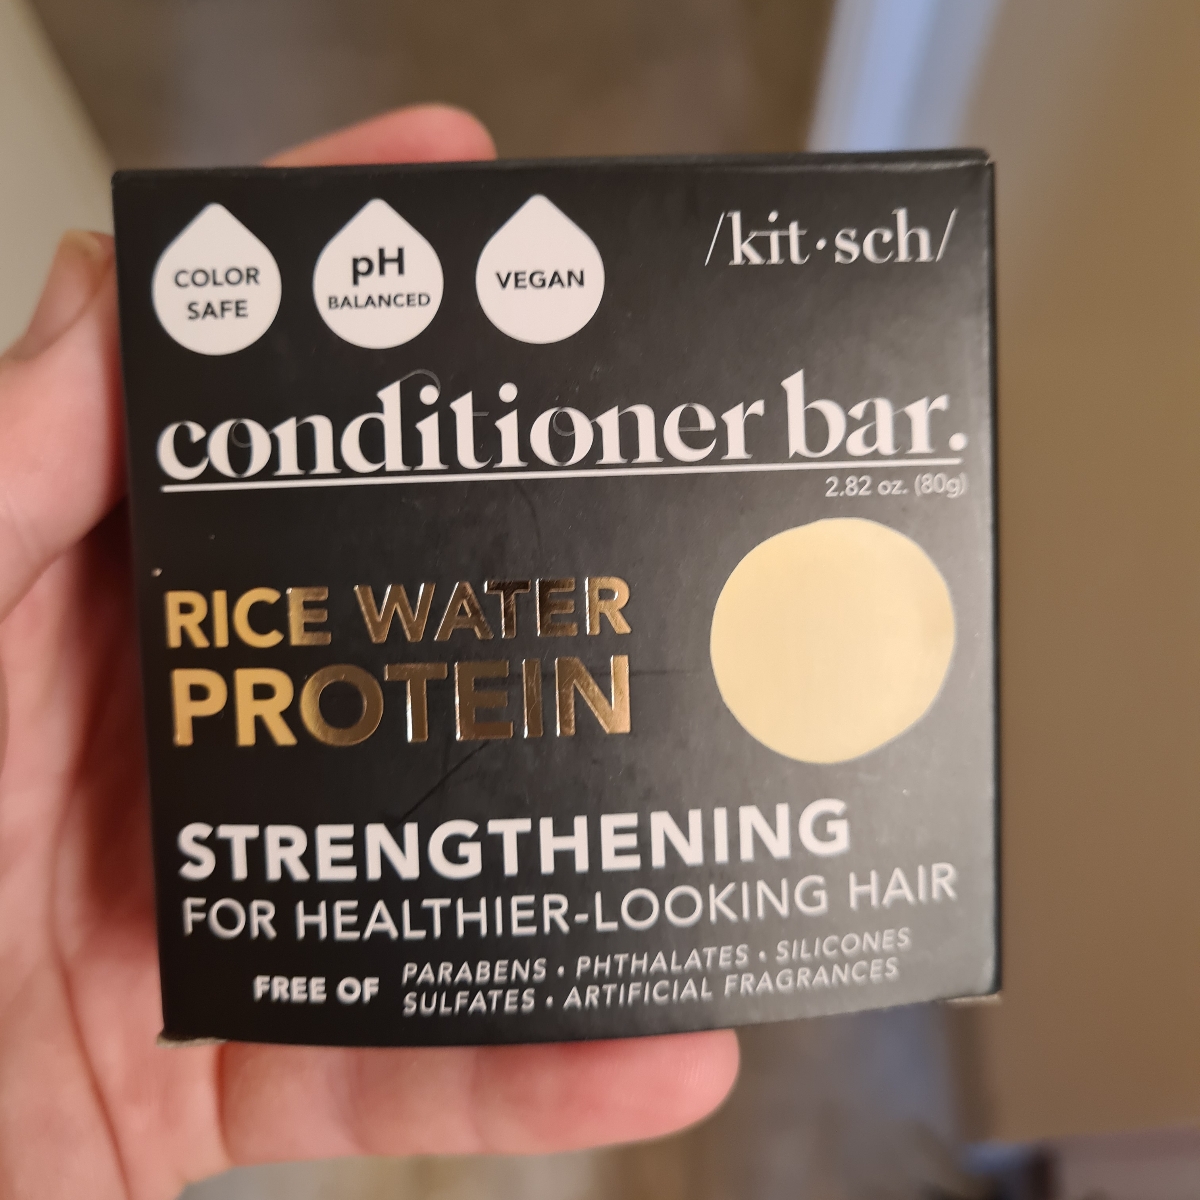 COLOR
SAFE
pH
BALANCED
VEGAN
/kit·sch/
conditioner bar.
2.82 oz. (80g)
RICE WATER
PROTEIN
STRENGTHENING
FOR HEALTHIER-LOOKING HAIR
FREE OF
PARABENS • PHTHALATES • SILICONES
SULFATES • ARTIFICIAL FRAGRANCES